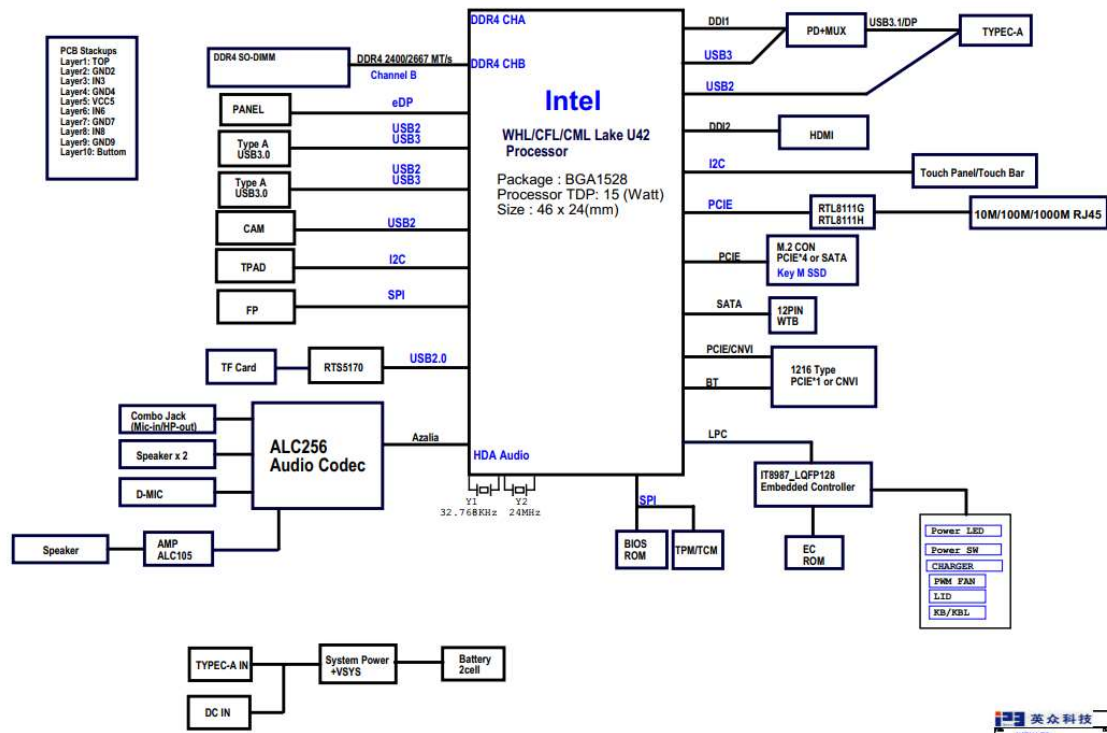 PCB Stackups
Layer1: TOP
Layer2: GND2
Layer3: IN3
Layer4: GND4
Layer5: VCC5
Layer6: IN6
Layer7: GND7
Layer8: IN8
Layer9: GND9
Layer10: Buttom
DDR4 SO-DIMM
DDR4 2400/2667 MT/s
Channel B
PANEL
eDP
Type A
USB3.0
USB2
USB3
Type A
USB3.0
USB2
USB3
CAM
USB2
TPAD
I2C
FP
SPI
TF Card
RTS5170
USB2.0
Combo Jack
(Mic-in/HP-out)
Speaker x 2
D-MIC
ALC256
Audio Codec
Azalia
Speaker
AMP
ALC105
DDR4 CHA
DDR4 CHB
Intel
WHL/CFL/CML Lake U42
Processor
Package : BGA1528
Processor TDP: 15 (Watt)
Size : 46 x 24(mm)
HDA Audio
Y1
32.768KHz
Y2
24MHz
DDI1
USB3
PD+MUX
USB3.1/DP
TYPEC-A
USB2
DDI2
HDMI
I2C
Touch Panel/Touch Bar
PCIE
RTL8111G
RTL8111H
10M/100M/1000M RJ45
PCIE
M.2 CON
PCIE*4 or SATA
Key M SSD
SATA
12PIN
WTB
PCIE/CNVI
BT
1216 Type
PCIE*1 or CNVI
LPC
IT8987_LQFP128
Embedded Controller
SPI
BIOS
ROM
TPM/TCM
EC
ROM
Power LED
Power SW
CHARGER
PWM FAN
LID
KB/KBL
TYPEC-A IN
DC IN
System Power
+VSYS
Battery
2cell
英众科技